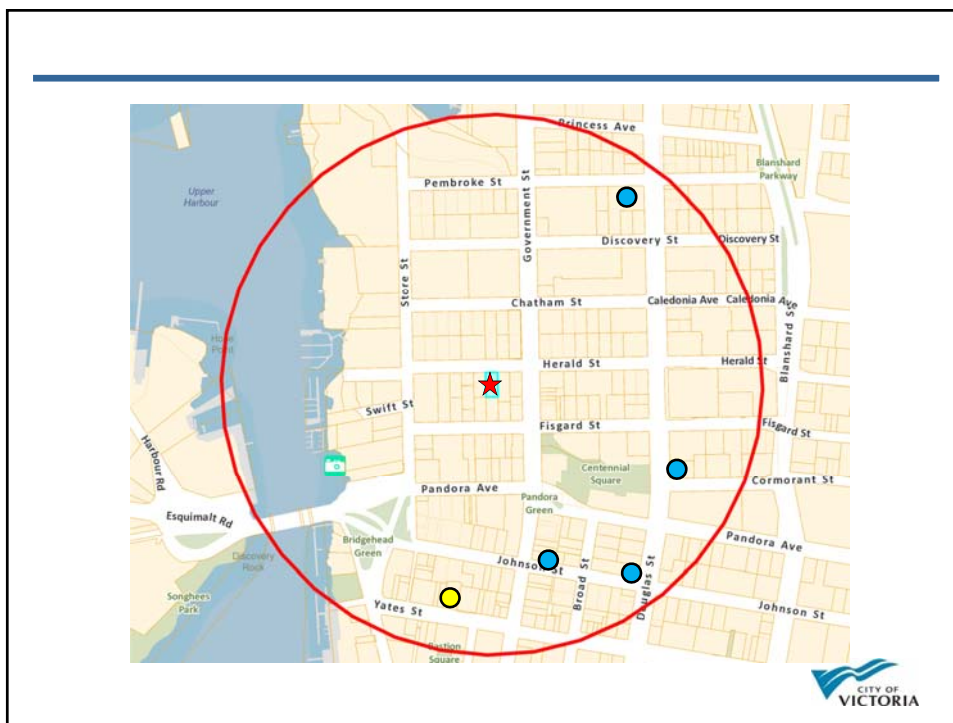 Princess Ave
Blanshard
Parkway
Pembroke St
Upper
Harbour
Government St
Discovery St
Discovery St
Store St
Chatham St
Caledonia Ave
Caledonia Ave
Blanshard St
Hope
Point
Herald St
Herald St
Swift St
Fisgard St
Fisgard St
Harbour Rd
Centennial
Square
Cormorant St
Pandora Ave
Pandora
Green
Esquimalt Rd
Bridgehead
Green
Pandora Ave
Discovery
Rock
Johnson St
Broad St
Douglas St
Songhees
Park
Johnson St
Yates St
Bastion
Square
CITY OF
VICTORIA